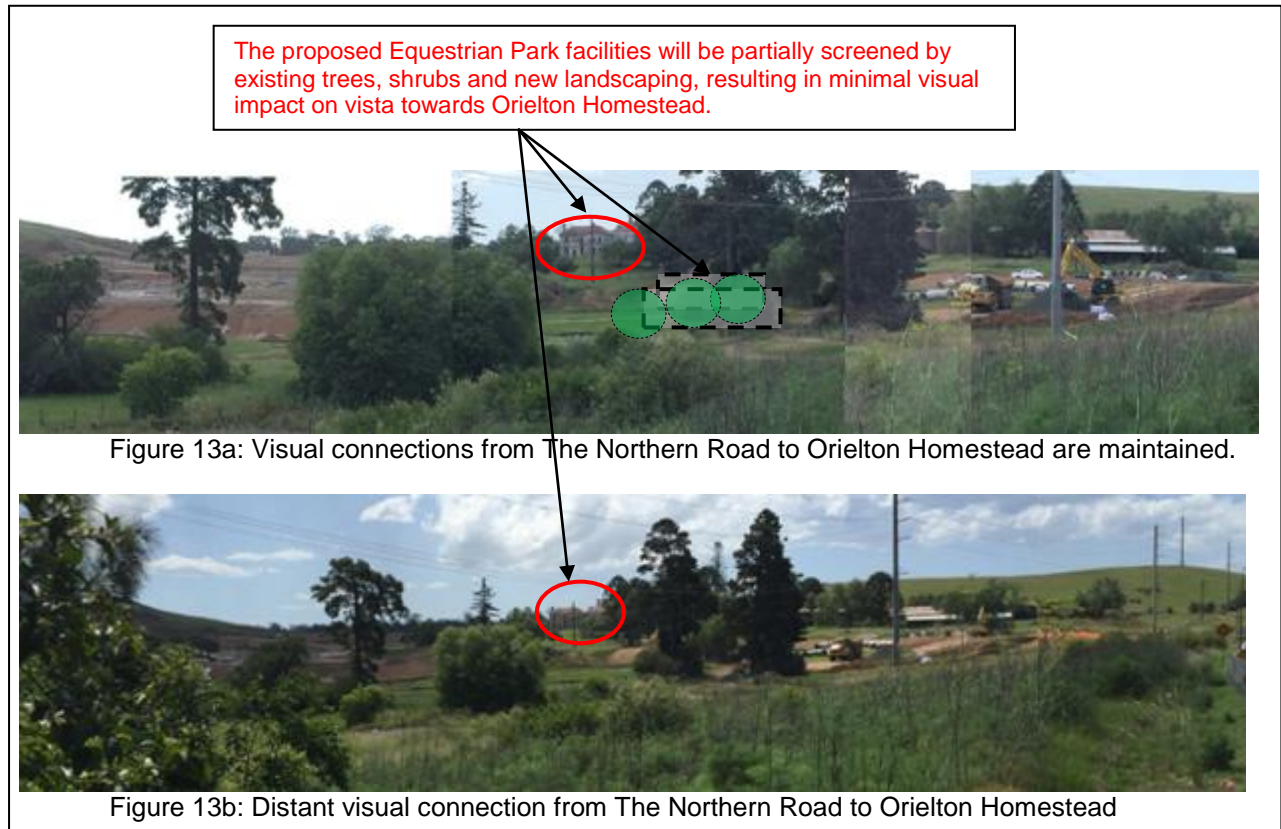 The proposed Equestrian Park facilities will be partially screened by
existing trees, shrubs and new landscaping, resulting in minimal visual
impact on vista towards Orielton Homestead.
Figure 13a: Visual connections from The Northern Road to Orielton Homestead are maintained.
Figure 13b: Distant visual connection from The Northern Road to Orielton Homestead